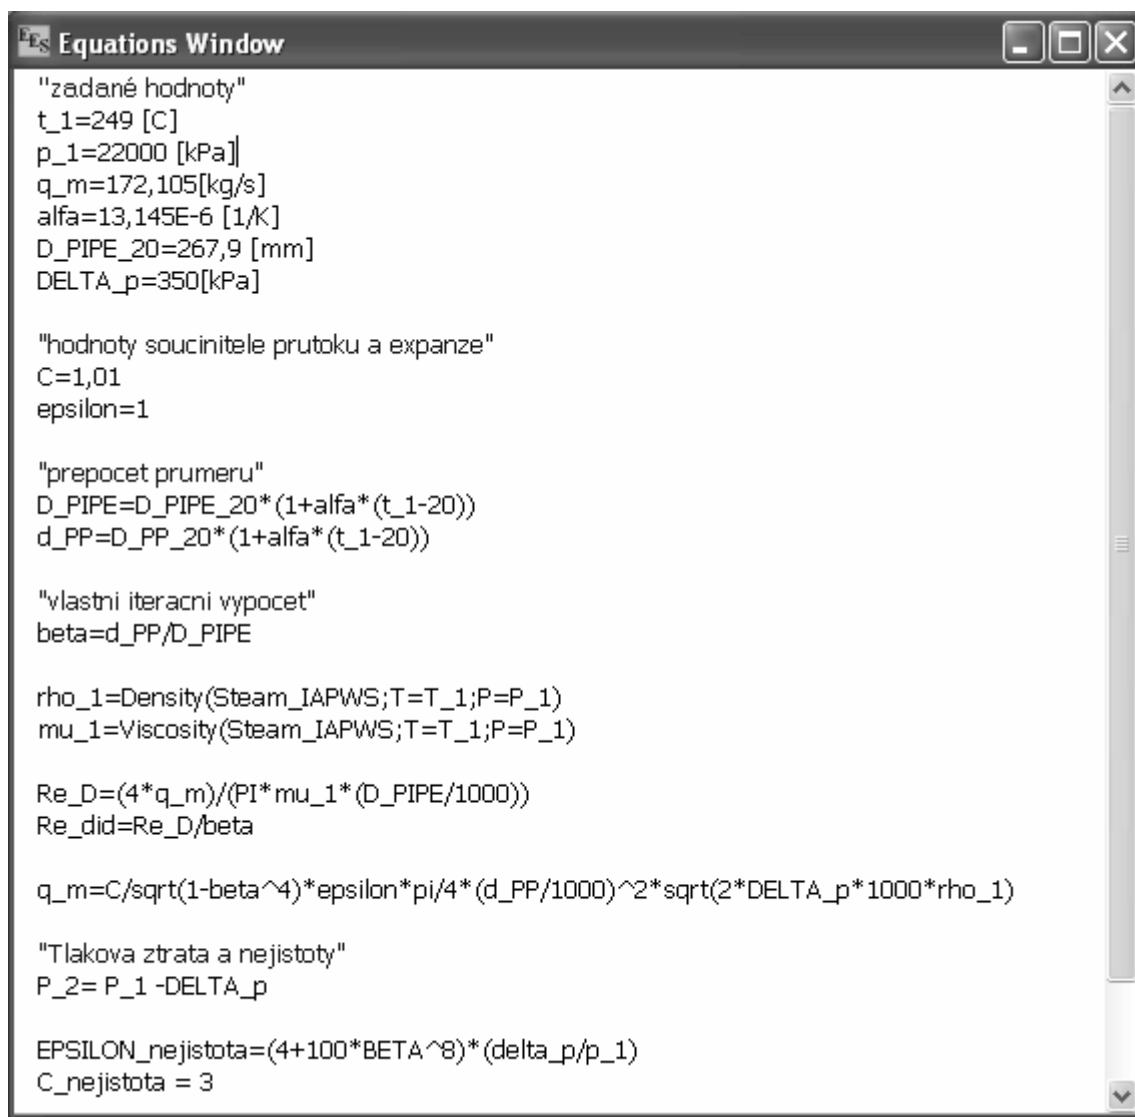 EES Equations Window
"zadané hodnoty"
t_1=249 [C]
p_1=22000 [kPa]
q_m=172,105[kg/s]
alfa=13,145E-6 [1/K]
D_PIPE_20=267,9 [mm]
DELTA_p=350[kPa]
"hodnoty soucinitele prutoku a expanze"
C=1,01
epsilon=1
"prepocet prumeru"
D_PIPE=D_PIPE_20*(1+alfa*(t_1-20))
d_PP=D_PP_20*(1+alfa*(t_1-20))
"vlastni iteracni vypocet"
beta=d_PP/D_PIPE
rho_1=Density(Steam_IAPWS;T=T_1;P=P_1)
mu_1=Viscosity(Steam_IAPWS;T=T_1;P=P_1)
Re_D=(4*q_m)/(PI*mu_1*(D_PIPE/1000))
Re_did=Re_D/beta
q_m=C/sqrt(1-beta^4)*epsilon*pi/4*(d_PP/1000)^2*sqrt(2*DELTA_p*1000*rho_1)
"Tlakova ztrata a nejistoty"
P_2= P_1 -DELTA_p
EPSILON_nejistota=(4+100*BETA^8)*(delta_p/p_1)
C_nejistota = 3